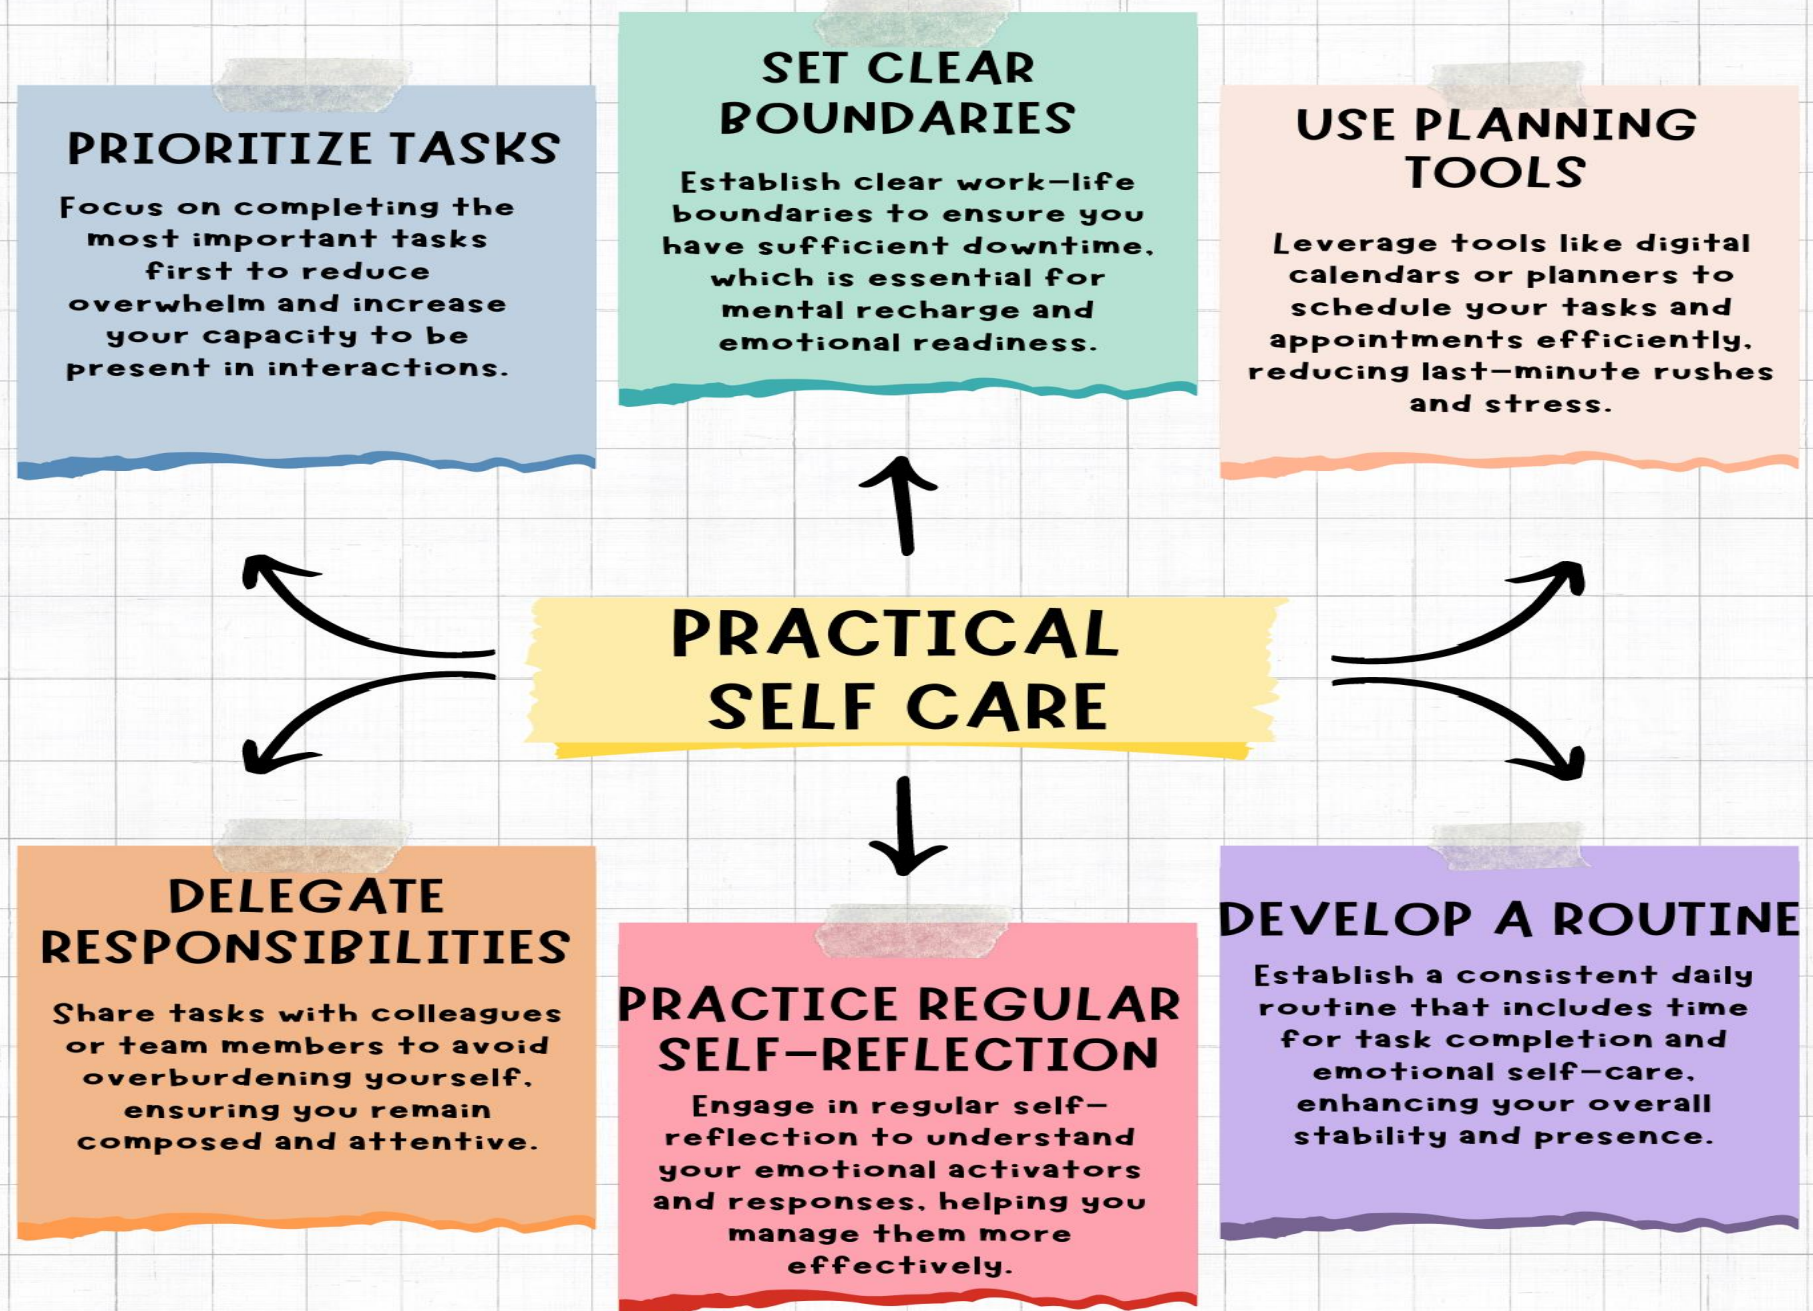 PRIORITIZE TASKS
Focus on completing the
most important tasks
first to reduce
overwhelm and increase
your capacity to be
present in interactions.
SET CLEAR
BOUNDARIES
Establish clear work-life
boundaries to ensure you
have sufficient downtime,
which is essential for
mental recharge and
emotional readiness.
USE PLANNING
TOOLS
Leverage tools like digital
calendars or planners to
schedule your tasks and
appointments efficiently,
reducing last-minute rushes
and stress.
PRACTICAL
SELF CARE
DELEGATE
RESPONSIBILITIES
Share tasks with colleagues
or team members to avoid
overburdening yourself,
ensuring you remain
composed and attentive.
PRACTICE REGULAR
SELF-REFLECTION
Engage in regular self-
reflection to understand
your emotional activators
and responses, helping you
manage them more
effectively.
DEVELOP A ROUTINE
Establish a consistent daily
routine that includes time
for task completion and
emotional self-care,
enhancing your overall
stability and presence.